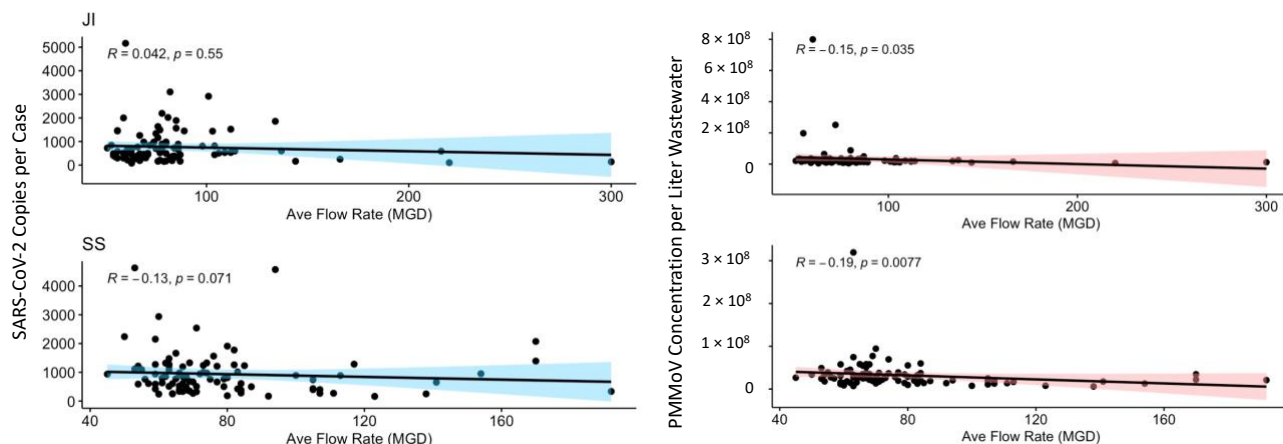 JI
SARS-CoV-2 Copies per Case
R = 0.042, p = 0.55
5000
4000
3000
2000
1000
0
100
200
300
Ave Flow Rate (MGD)
PMMoV Concentration per Liter Wastewater
R = −0.15, p = 0.035
8 × 10⁸
6 × 10⁸
4 × 10⁸
2 × 10⁸
0
100
200
300
Ave Flow Rate (MGD)
SS
R = −0.13, p = 0.071
4000
3000
2000
1000
0
40
80
120
160
Ave Flow Rate (MGD)
R = −0.19, p = 0.0077
3 × 10⁸
2 × 10⁸
1 × 10⁸
0
40
80
120
160
Ave Flow Rate (MGD)